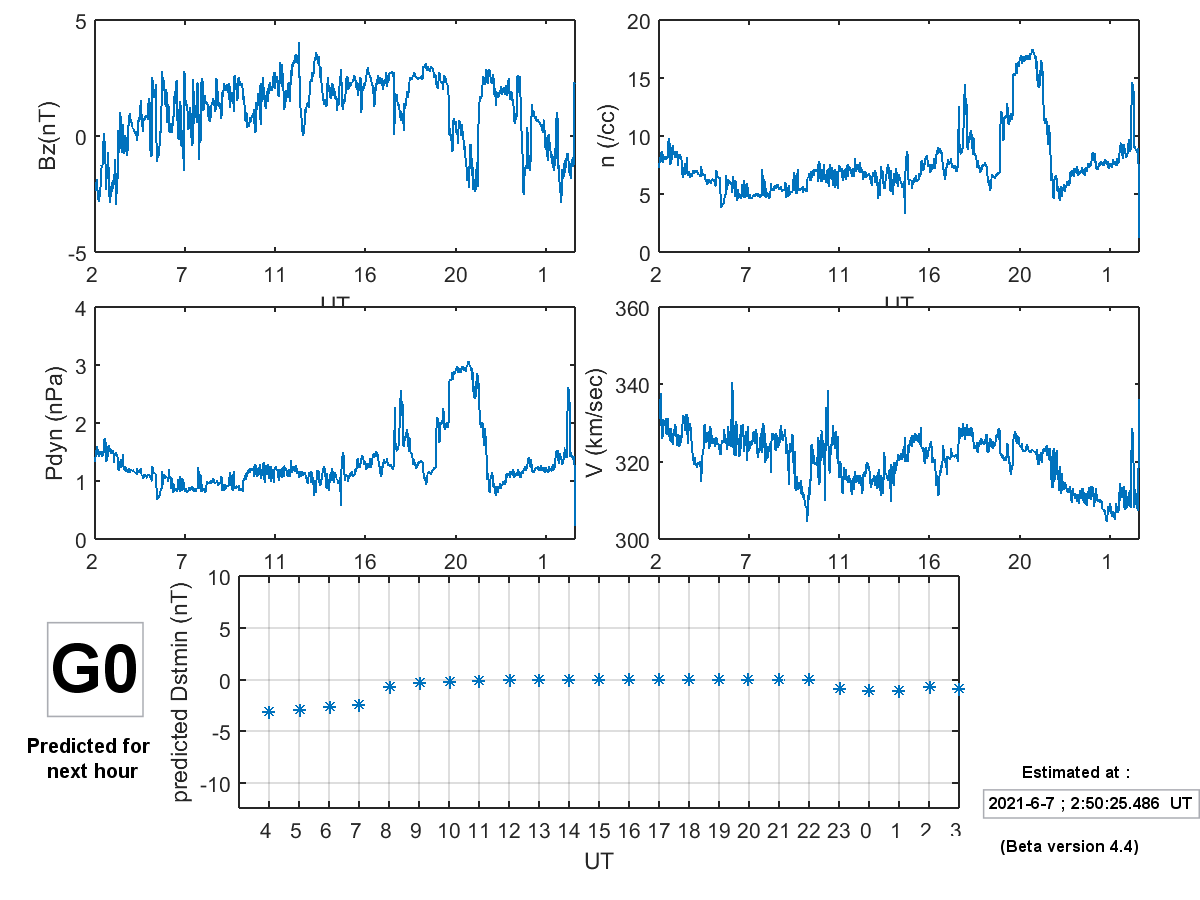 5
0
-5
Bz(nT)
2 7 11 16 20 1
UT
20
15
10
5
0
n (/cc)
2 7 11 16 20 1
UT
4
3
2
1
0
Pdyn (nPa)
2 7 11 16 20 1
360
340
320
300
V (km/sec)
2 7 11 16 20 1
10
5
0
-5
-10
predicted Dstmin (nT)
4 5 6 7 8 9 10 11 12 13 14 15 16 17 18 19 20 21 22 23 0 1 2 3
UT
G0
Predicted for
next hour
Estimated at :
2021-6-7 ; 2:50:25.486 UT
(Beta version 4.4)